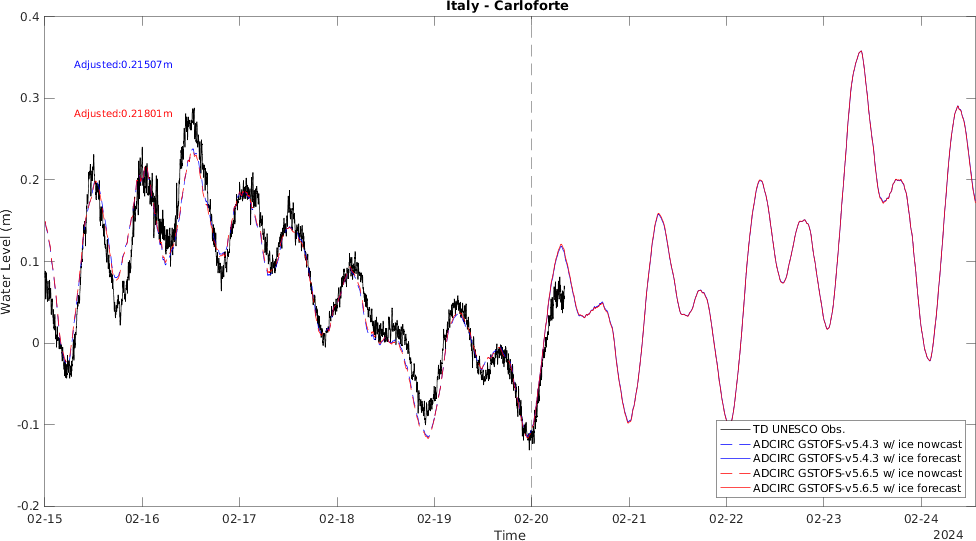 Italy - Carloforte
0.4
0.3
0.2
0.1
0
-0.1
-0.2
Water Level (m)
Adjusted:0.21507m
Adjusted:0.21801m
TD UNESCO Obs.
ADCIRC GSTOFS-v5.4.3 w/ ice nowcast
ADCIRC GSTOFS-v5.4.3 w/ ice forecast
ADCIRC GSTOFS-v5.6.5 w/ ice nowcast
ADCIRC GSTOFS-v5.6.5 w/ ice forecast
02-15 02-16 02-17 02-18 02-19 02-20 02-21 02-22 02-23 02-24
Time
2024